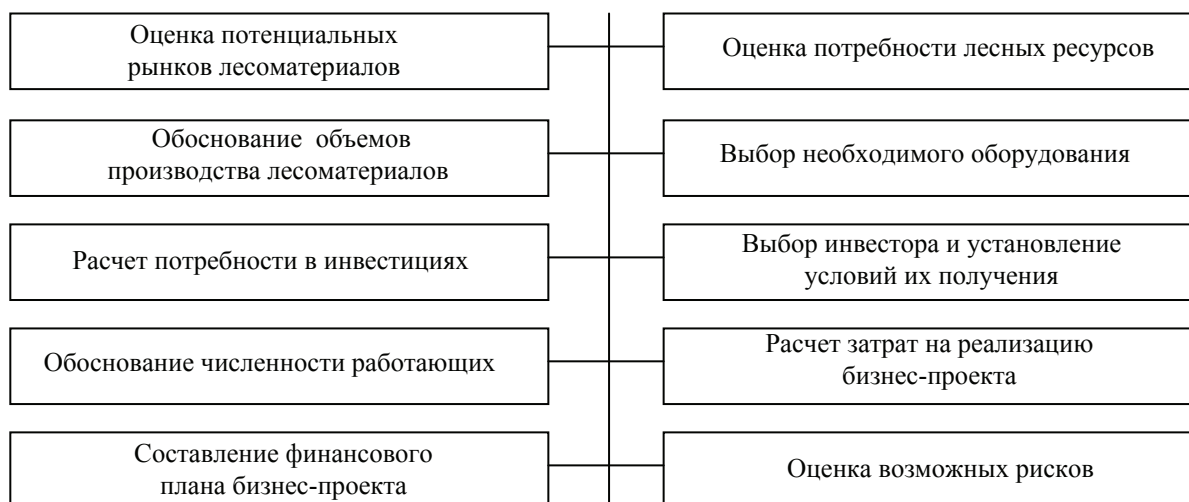 Оценка потенциальных
рынков лесоматериалов
Оценка потребности лесных ресурсов
Обоснование объемов
производства лесоматериалов
Выбор необходимого оборудования
Расчет потребности в инвестициях
Выбор инвестора и установление
условий их получения
Обоснование численности работающих
Расчет затрат на реализацию
бизнес-проекта
Составление финансового
плана бизнес-проекта
Оценка возможных рисков